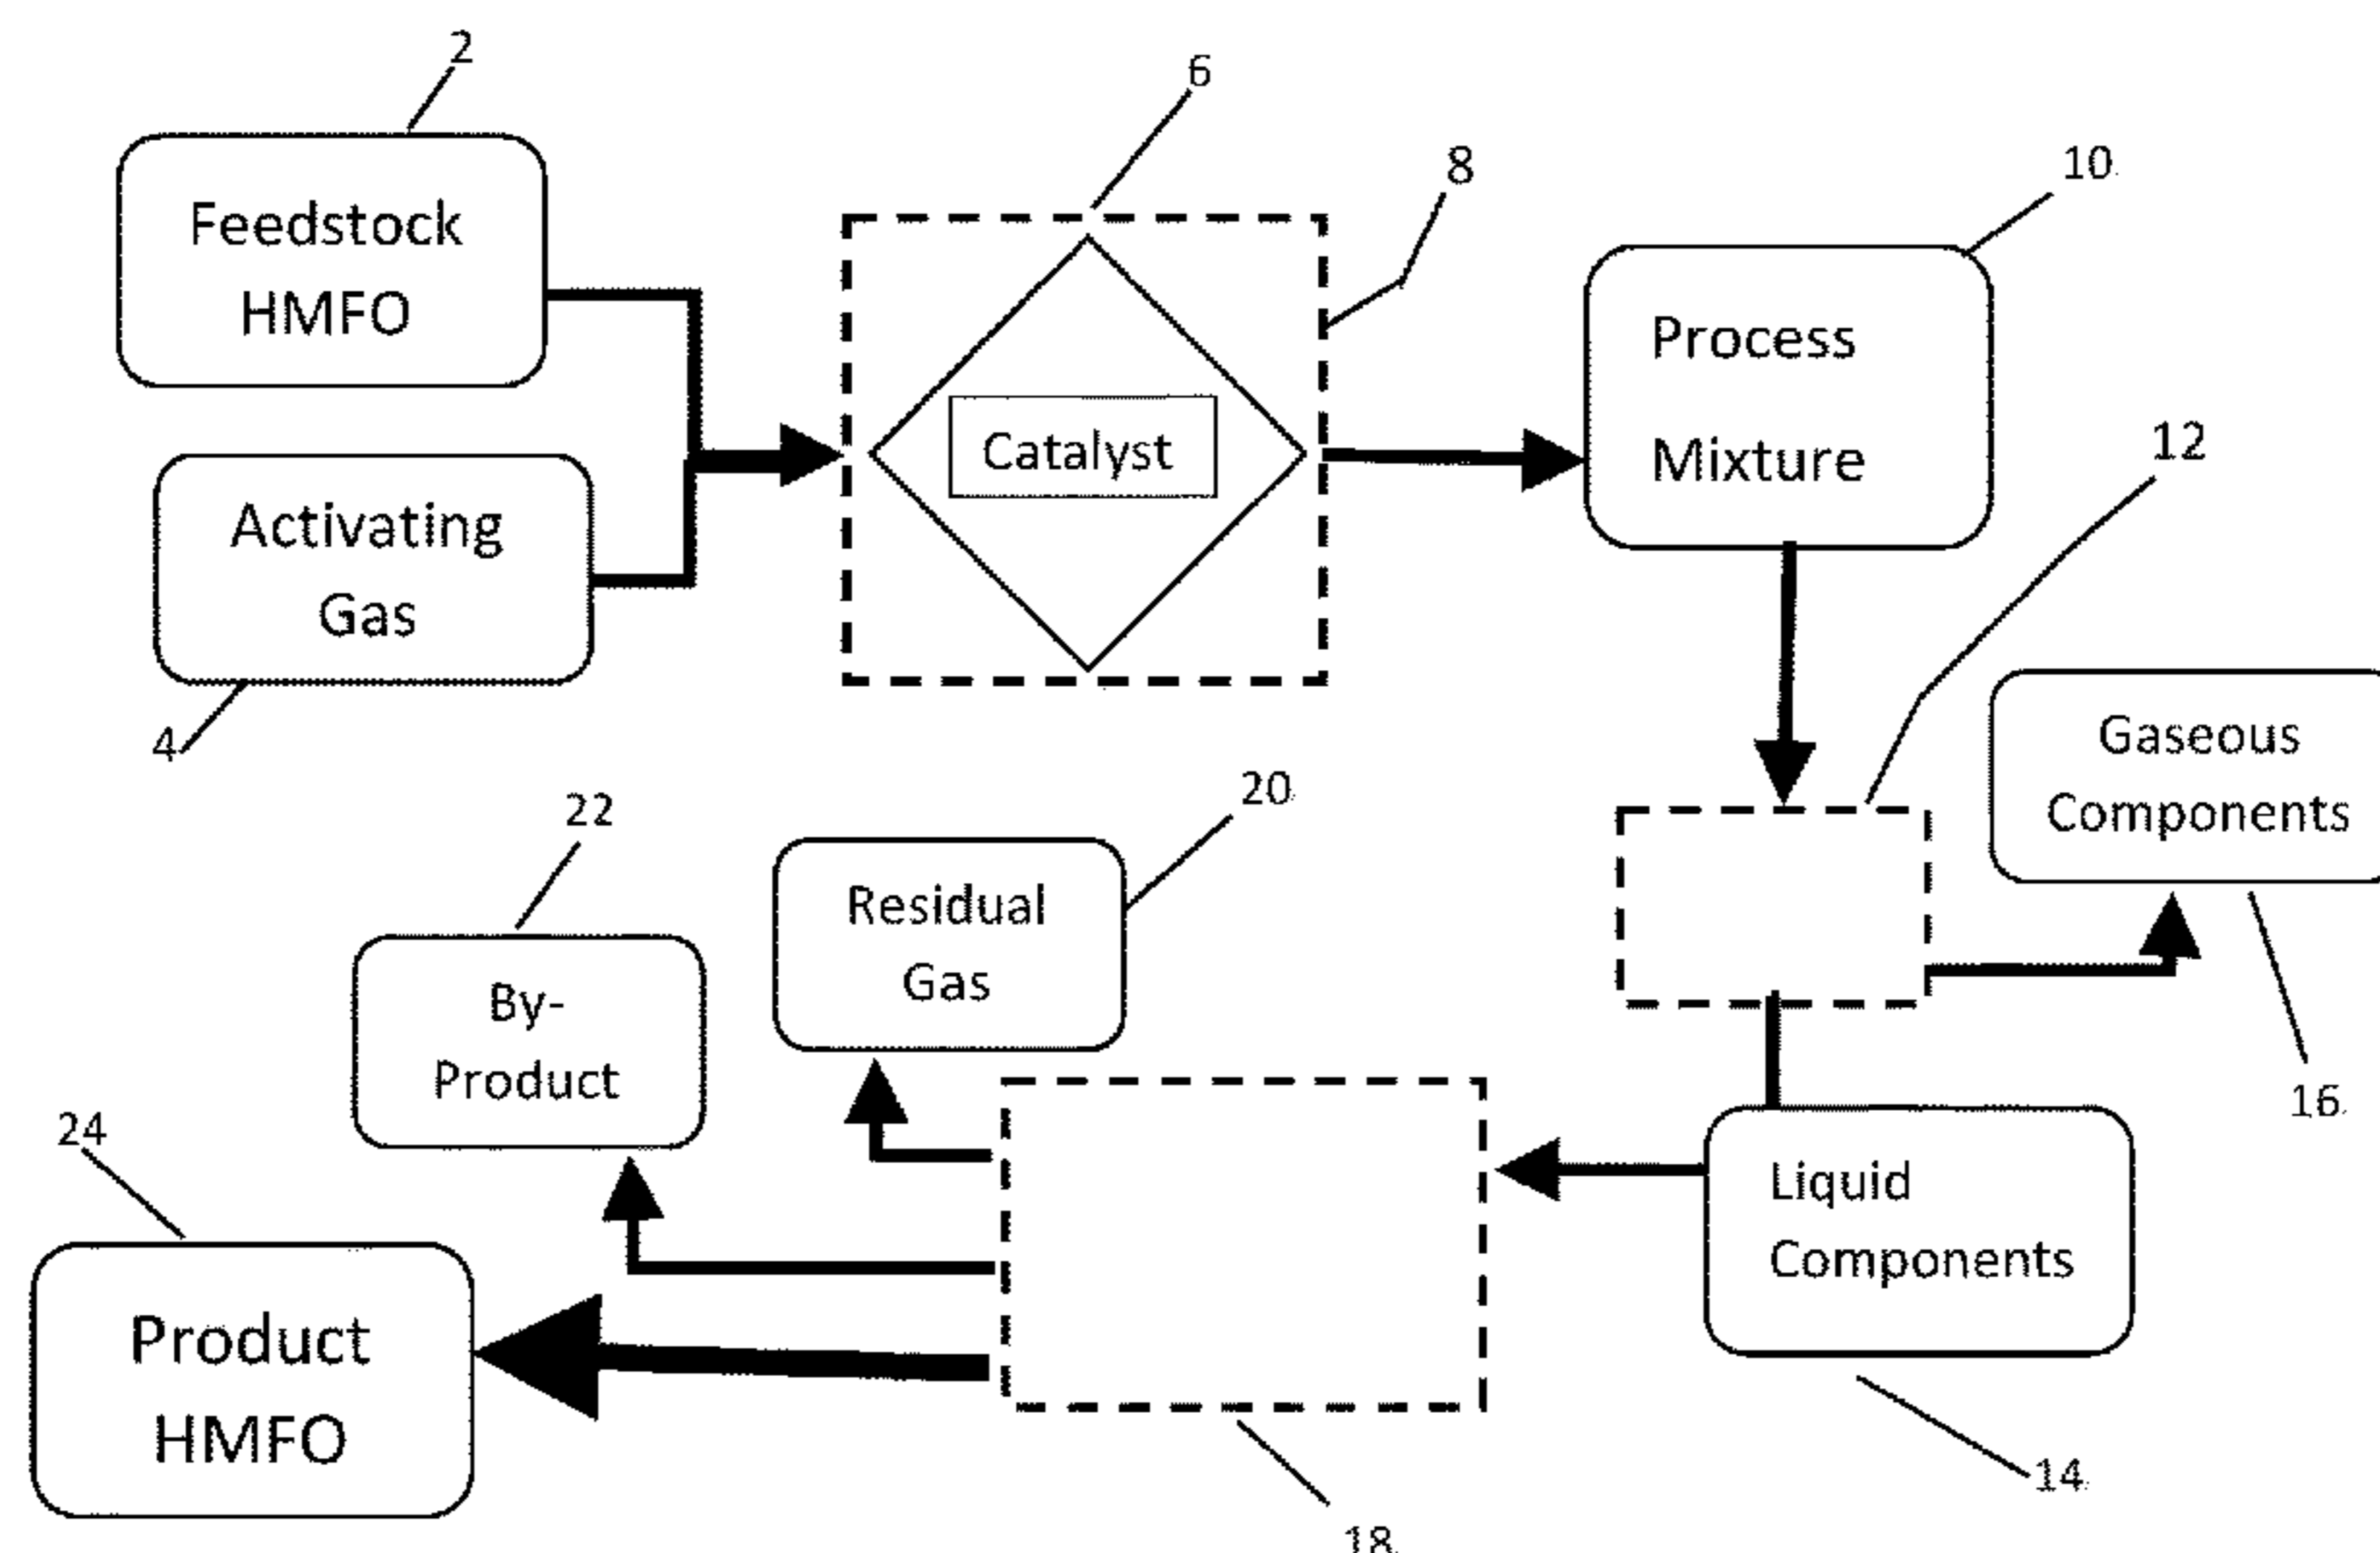 2
6
8
10
Feedstock
HMFO
Process
Mixture
Catalyst
12
Activating
Gas
4
Gaseous
Components
22
20
Residual
Gas
By-
Product
16
24
Liquid
Components
Product
HMFO
14
18